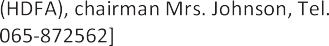 (HDFA), chairman Mrs. Johnson, Tel.
065-872562]